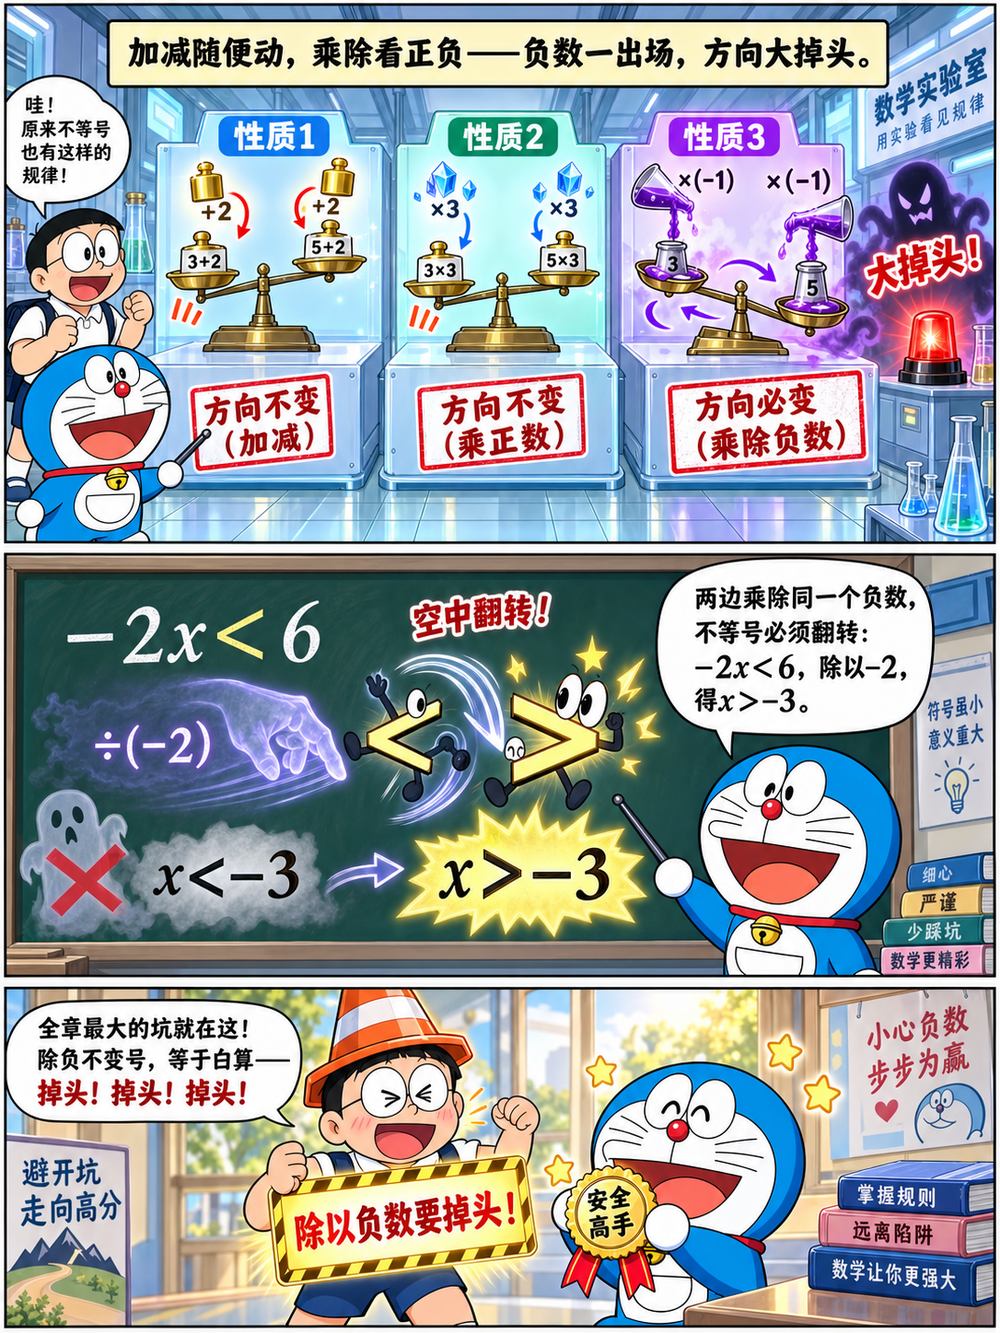 加减随便动，乘除看正负——负数一出场，方向大掉头。
哇！
原来不等号
也有这样的
规律！
数学实验室
用实验看见规律
性质1
+2
+2
3+2
5+2
方向不变
（加减）
性质2
×3
×3
3×3
5×3
方向不变
（乘正数）
性质3
×(−1)
×(−1)
3
5
方向必变
（乘除负数）
大掉头！
−2x＜6
空中翻转！
÷(−2)
＜
＞
x＜−3
x＞−3
两边乘除同一个负数，
不等号必须翻转：
−2x＜6，除以−2，
得x＞−3。
符号虽小
意义重大
细心
严谨
少踩坑
数学更精彩
全章最大的坑就在这！
除负不变号，等于白算——
掉头！掉头！掉头！
避开坑
走向高分
除以负数要掉头！
安全
高手
小心负数
步步为赢
掌握规则
远离陷阱
数学让你更强大